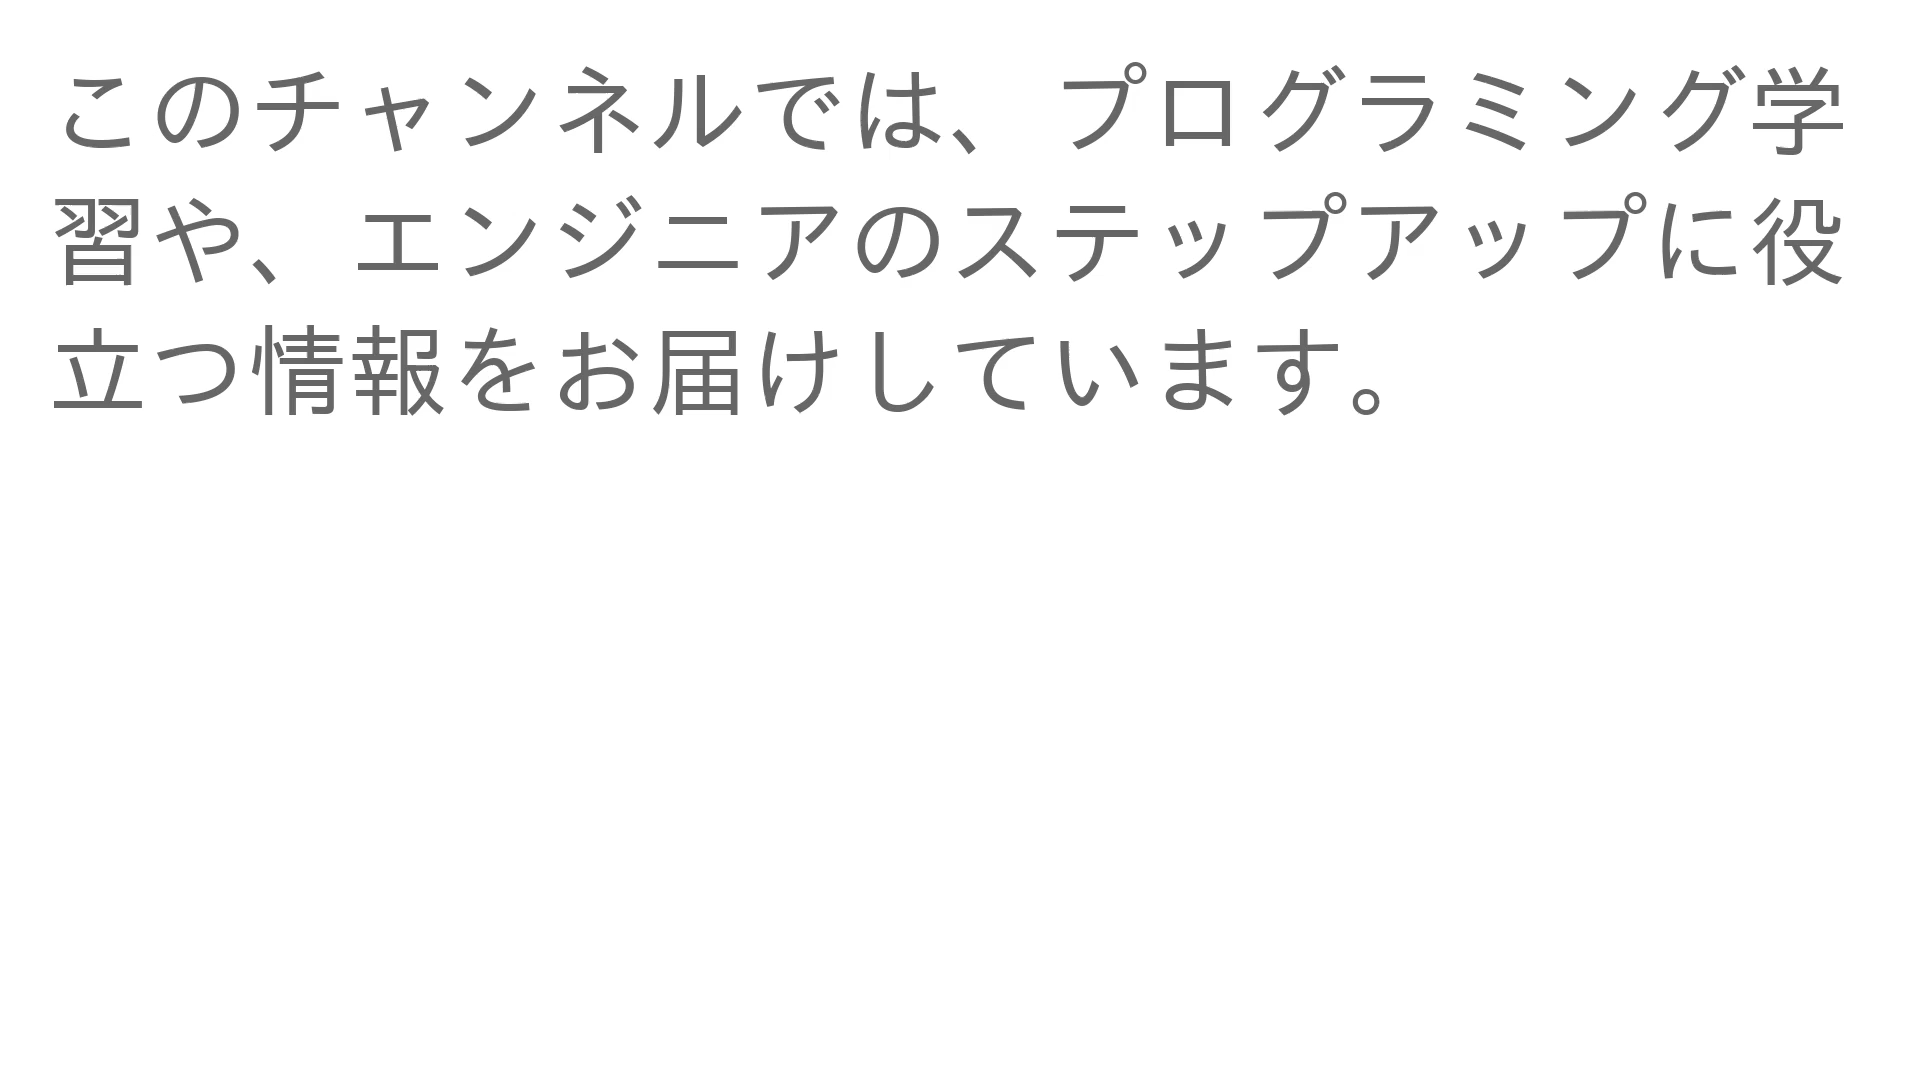 このチャンネルでは、プログラミング学
習や、エンジニアのステップアップに役
立つ情報をお届けしています。